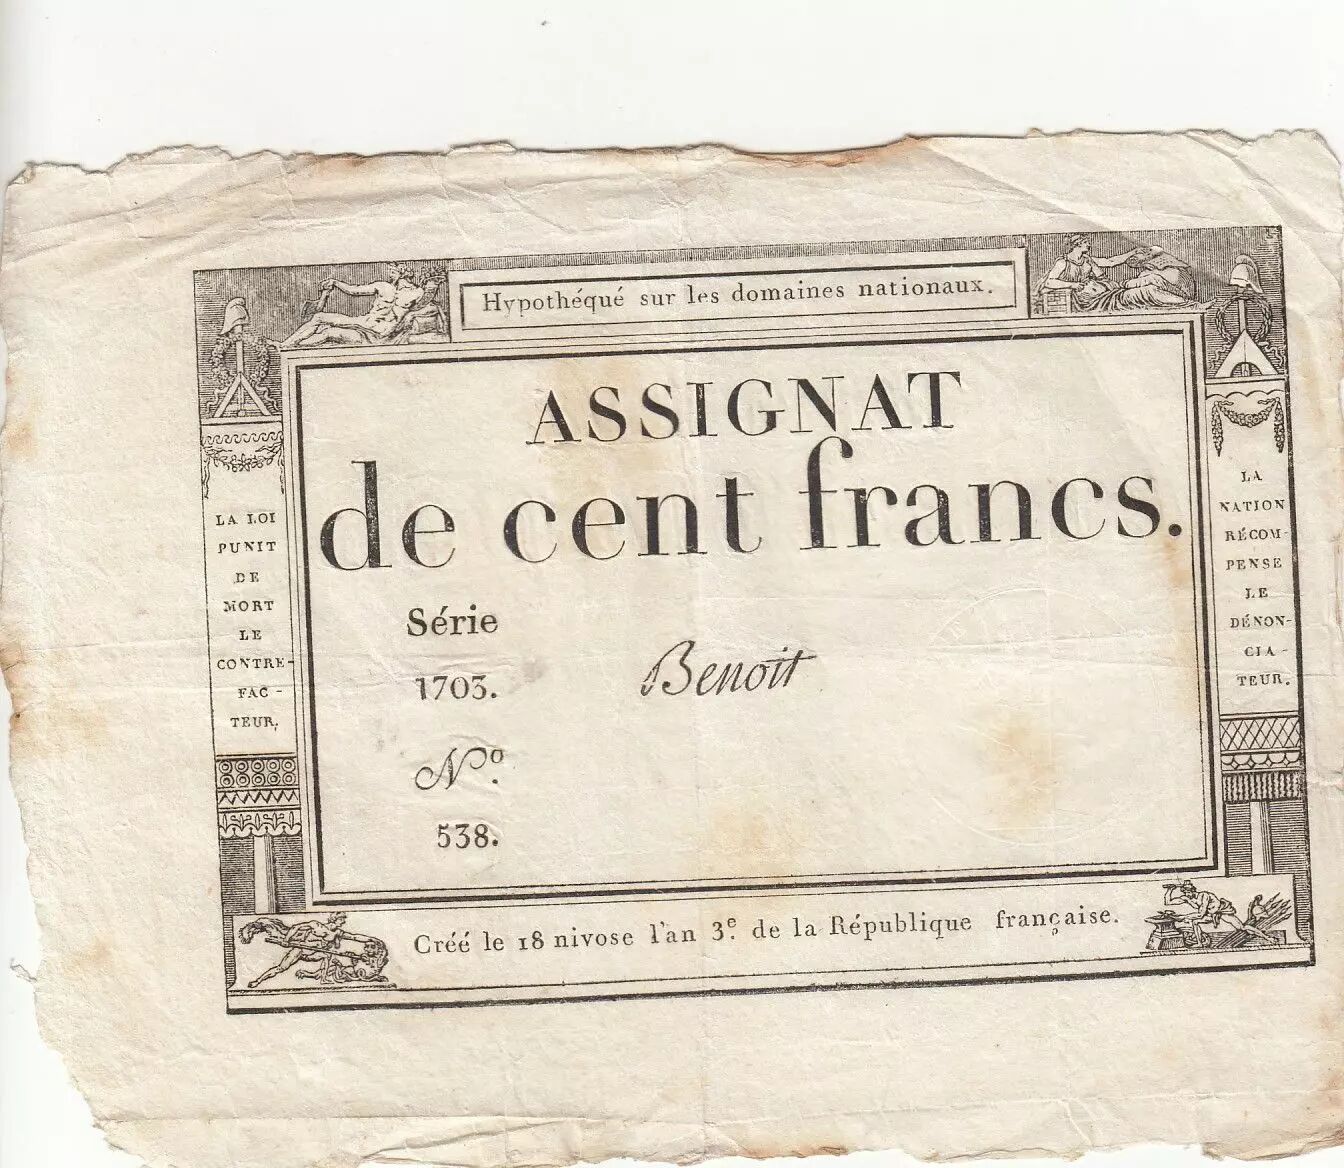 Hypothéqué sur les domaines nationaux.
ASSIGNAT
de cent francs.
Série
1703.
Benoit
Nº.
538.
LA LOI
PUNIT
DE
MORT
LE
CONTRE-
FAC-
TEUR.
LA
NATION
RÉCOM-
PENSE
LE
DÉNON-
CIA-
TEUR.
Créé le 18 nivose l'an 3e. de la République française.